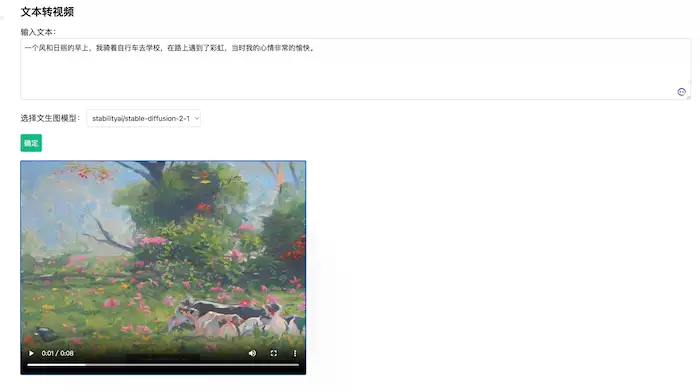 文本转视频
输入文本:
一个风和日丽的早上，我骑着自行车去学校，在路上遇到了彩虹，当时我的心情非常的愉快。
选择文生图模型: stabilityai/stable-diffusion-2-1
确定
0:01 / 0:08